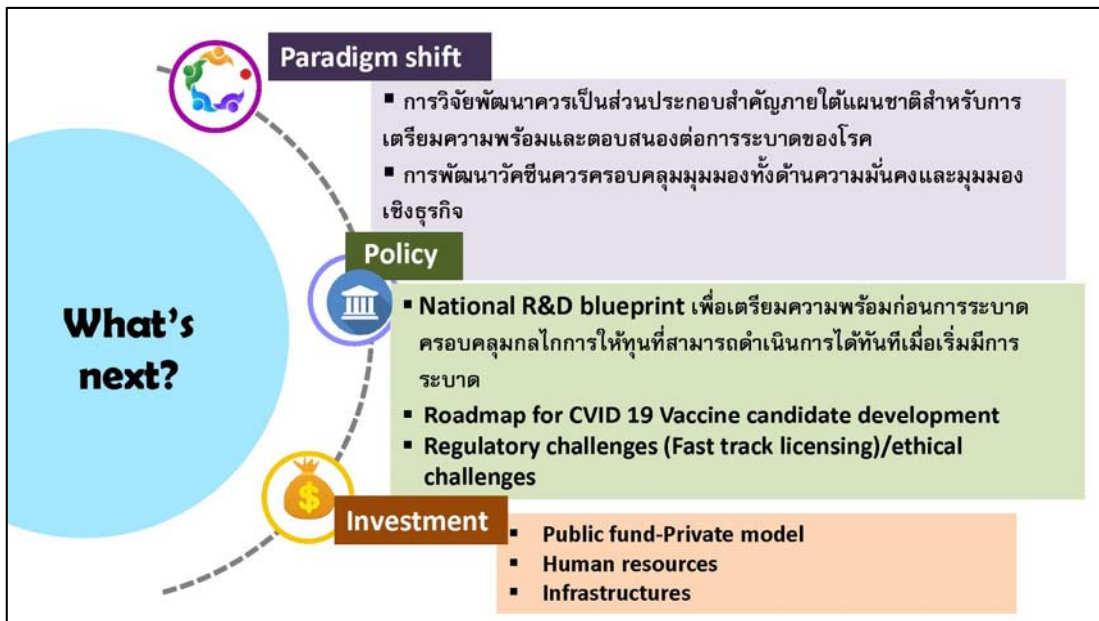 What's
next?
Paradigm shift
▪ การวิจัยพัฒนาควรเป็นส่วนประกอบสำคัญภายใต้แผนชาติสำหรับการ
เตรียมความพร้อมและตอบสนองต่อการระบาดของโรค
▪ การพัฒนาวัคซีนควรครอบคลุมมุมมองทั้งด้านความมั่นคงและมุมมอง
เชิงธุรกิจ
Policy
▪ National R&D blueprint เพื่อเตรียมความพร้อมก่อนการระบาด
ครอบคลุมกลไกการให้ทุนที่สามารถดำเนินการได้ทันทีเมื่อเริ่มมีการ
ระบาด
▪ Roadmap for CVID 19 Vaccine candidate development
▪ Regulatory challenges (Fast track licensing)/ethical
challenges
Investment
▪ Public fund-Private model
▪ Human resources
▪ Infrastructures
$